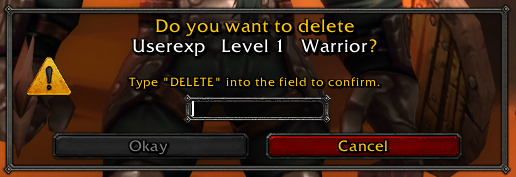 Do you want to delete
Userexp Level 1 Warrior?
Type "DELETE" into the field to confirm.
Okay
Cancel